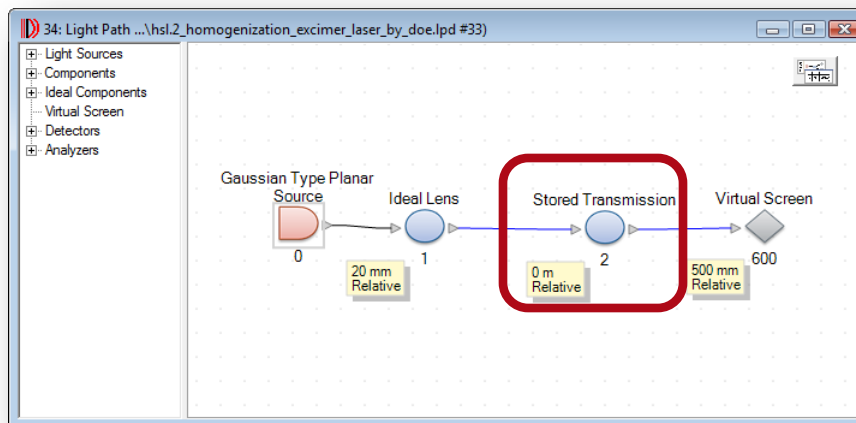 34: Light Path ...\hsl.2_homogenization_excimer_laser_by_doe.lpd #33)
Light Sources
Components
Ideal Components
Virtual Screen
Detectors
Analyzers
Gaussian Type Planar
Source
Ideal Lens
Stored Transmission
Virtual Screen
0
1
2
600
20 mm
Relative
0 m
Relative
500 mm
Relative